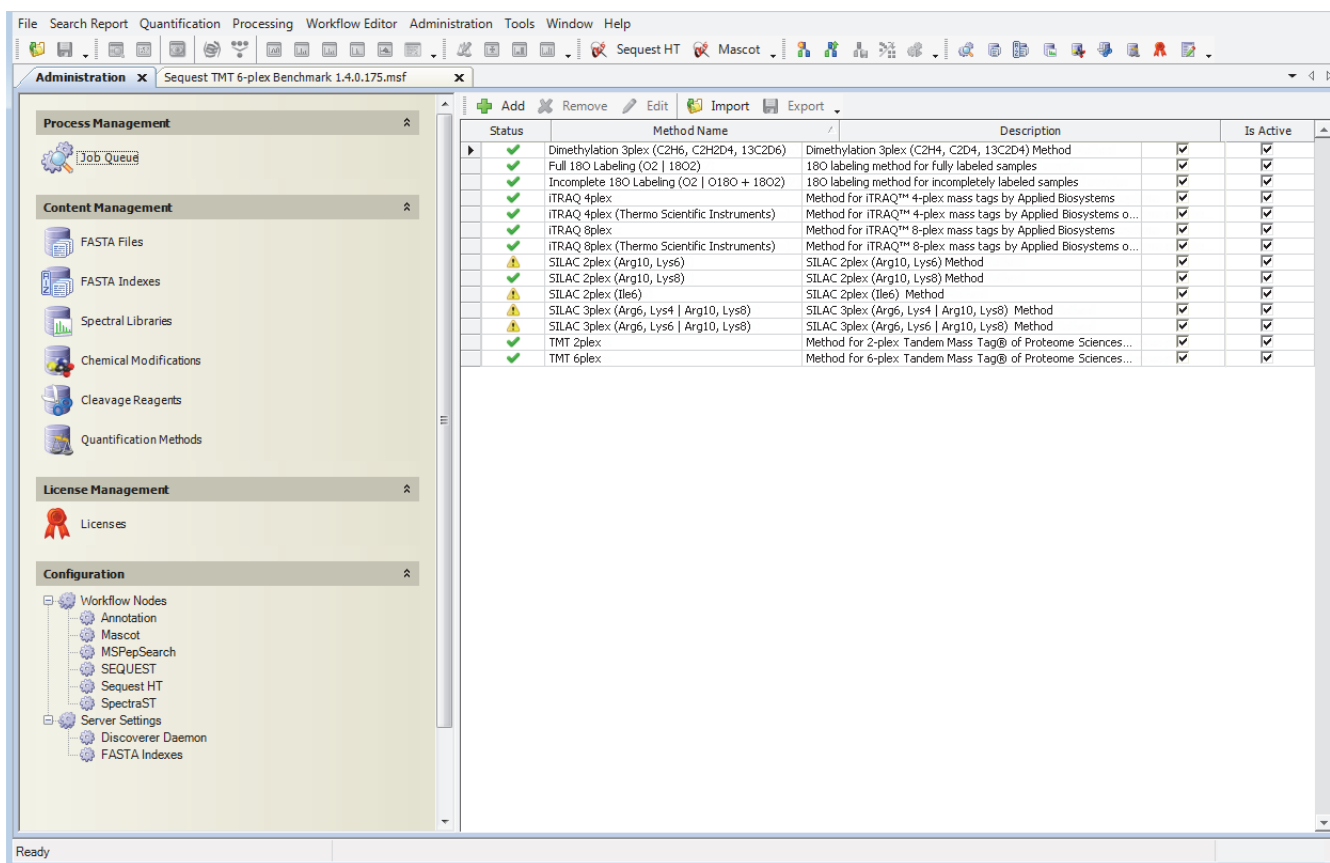 File Search Report Quantification Processing Workflow Editor Administration Tools Window Help
Sequest HT Mascot
Administration X Sequest TMT 6-plex Benchmark 1.4.0.175.msf x
Process Management
Job Queue
Content Management
FASTA Files
FASTA Indexes
Spectral Libraries
Chemical Modifications
Cleavage Reagents
Quantification Methods
License Management
Licenses
Configuration
Workflow Nodes
Annotation
Mascot
MSPepSearch
SEQUEST
Sequest HT
SpectraST
Server Settings
Discoverer Daemon
FASTA Indexes
Add Remove Edit Import Export
Status Method Name Description Is Active
Dimethylation 3plex (C2H6, C2H2D4, 13C2D6) Dimethylation 3plex (C2H4, C2D4, 13C2D4) Method
Full 18O Labeling (O2 | 18O2) 18O labeling method for fully labeled samples
Incomplete 18O Labeling (O2 | O18O + 18O2) 18O labeling method for incompletely labeled samples
iTRAQ 4plex Method for iTRAQ™ 4-plex mass tags by Applied Biosystems
iTRAQ 4plex (Thermo Scientific Instruments) Method for iTRAQ™ 4-plex mass tags by Applied Biosystems o...
iTRAQ 8plex Method for iTRAQ™ 8-plex mass tags by Applied Biosystems
iTRAQ 8plex (Thermo Scientific Instruments) Method for iTRAQ™ 8-plex mass tags by Applied Biosystems o...
SILAC 2plex (Arg10, Lys6) SILAC 2plex (Arg10, Lys6) Method
SILAC 2plex (Arg10, Lys8) SILAC 2plex (Arg10, Lys8) Method
SILAC 2plex (Ile6) SILAC 2plex (Ile6) Method
SILAC 3plex (Arg6, Lys4 | Arg10, Lys8) SILAC 3plex (Arg6, Lys4 | Arg10, Lys8) Method
SILAC 3plex (Arg6, Lys6 | Arg10, Lys8) SILAC 3plex (Arg6, Lys6 | Arg10, Lys8) Method
TMT 2plex Method for 2-plex Tandem Mass Tag® of Proteome Sciences...
TMT 6plex Method for 6-plex Tandem Mass Tag® of Proteome Sciences...
Ready